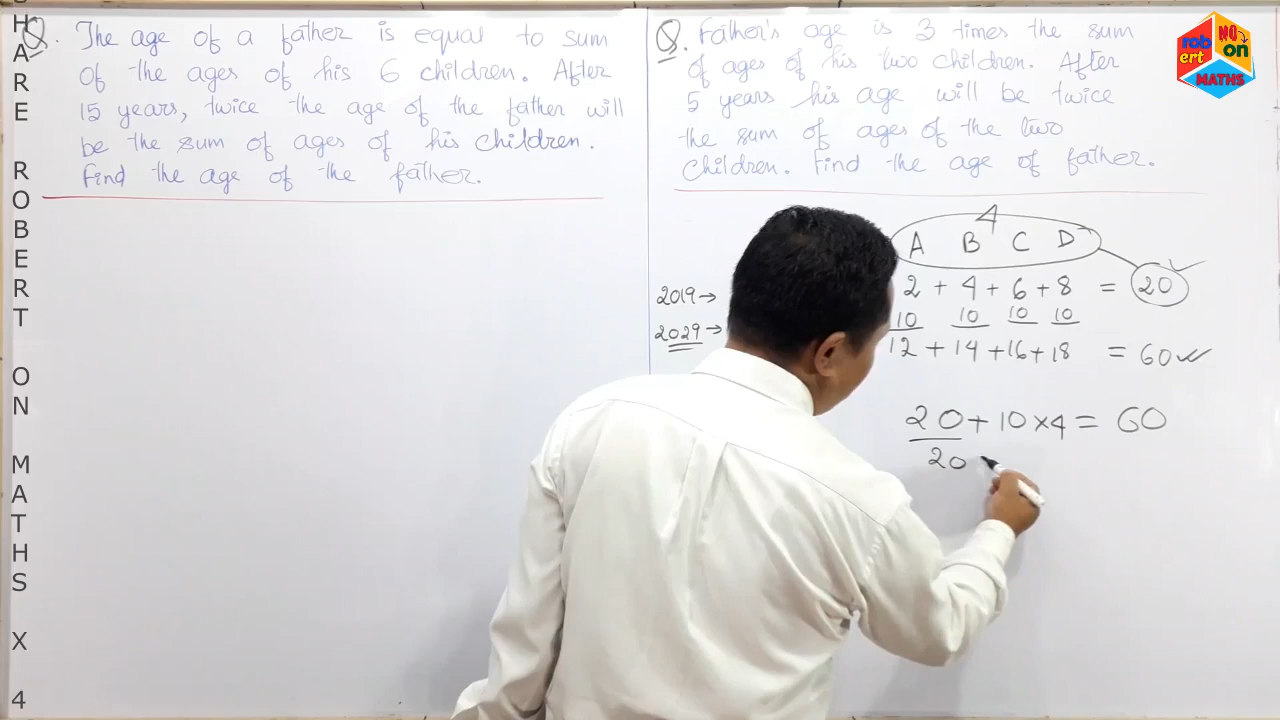 SHARE ROBERT ON MATHS X 4
Q. The age of a father is equal to sum
of the ages of his 6 children. After
15 years, twice the age of the father will
be the sum of ages of his children.
Find the age of the father.
Q. Father's age is 3 times the sum
of ages of his two children. After
5 years his age will be twice
the sum of ages of the two
children. Find the age of father.
robert NO on MATHS
4
A B C D
2019→ 2 + 4 + 6 + 8 = 20
10 10 10 10
2029→ 12 + 14 + 16 + 18 = 60
20 + 10 × 4 = 60
20